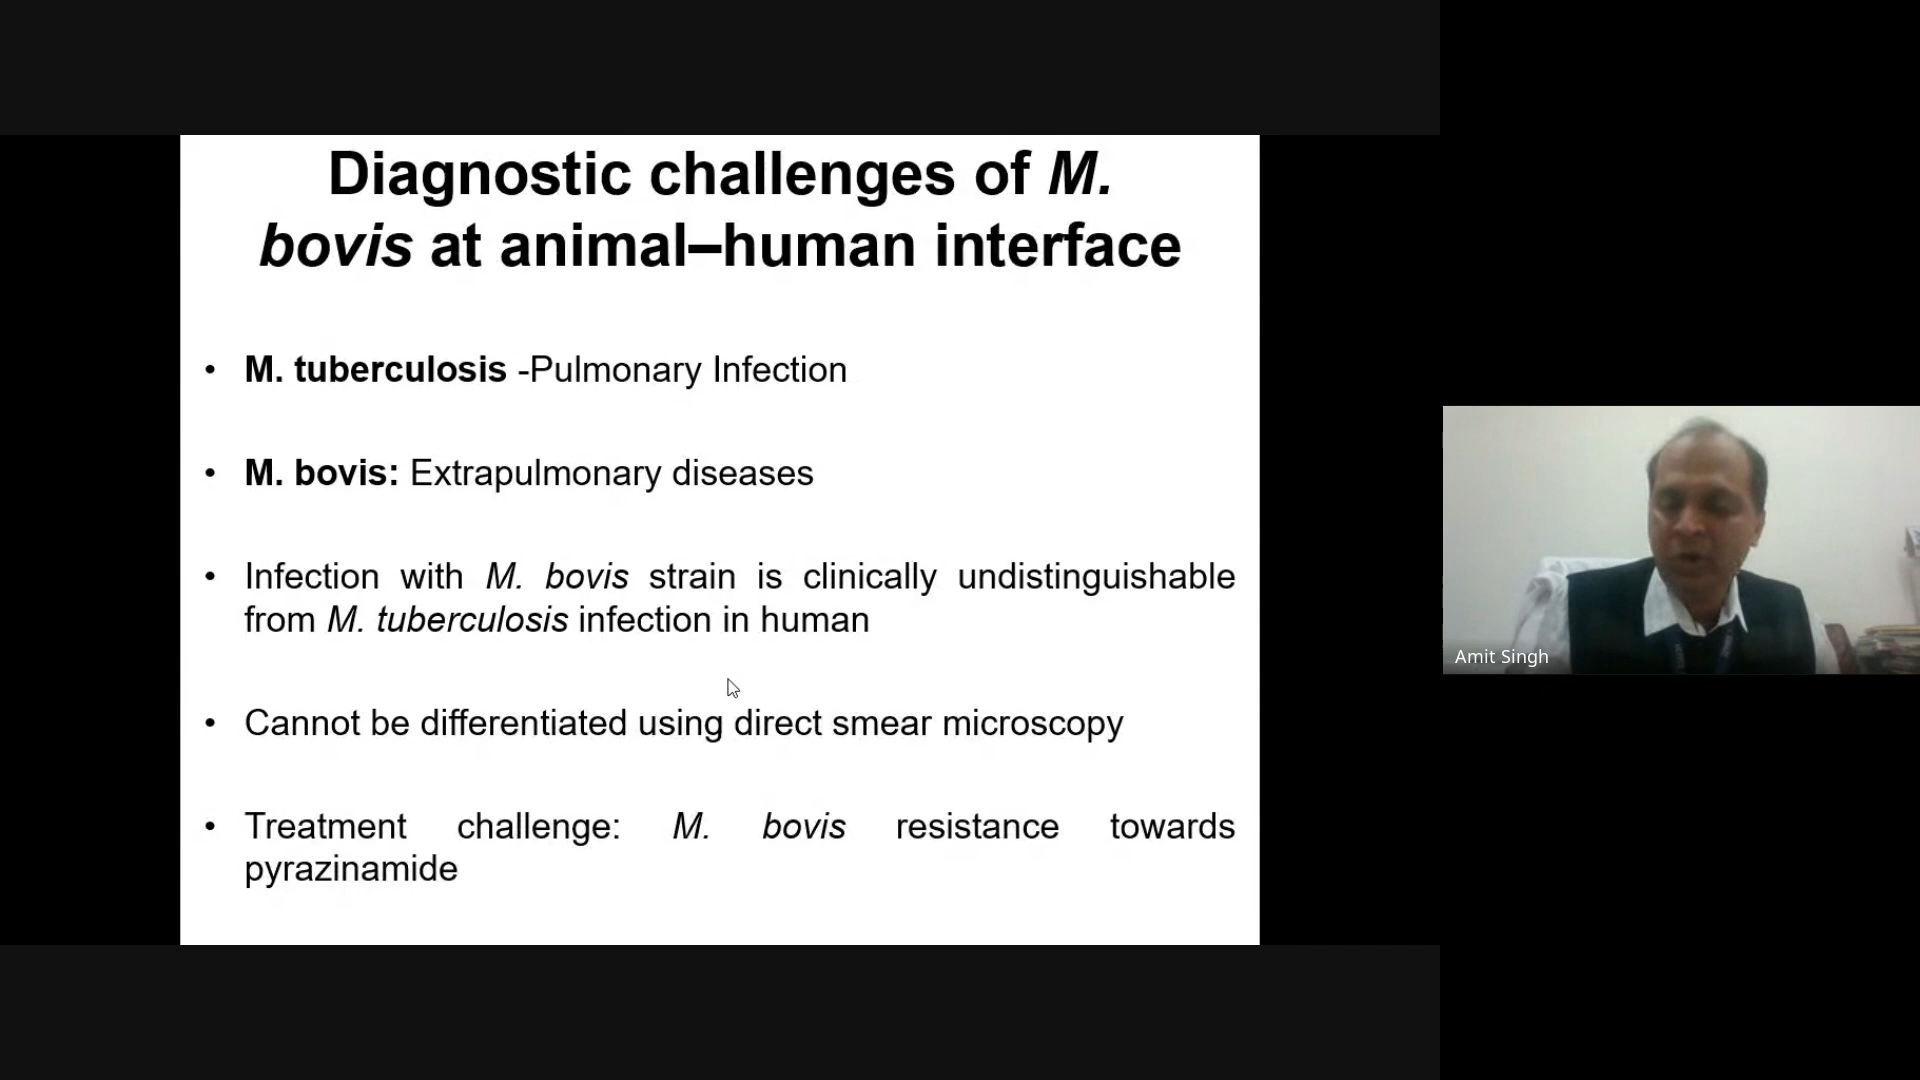 Diagnostic challenges of M.
bovis at animal–human interface
• M. tuberculosis -Pulmonary Infection
• M. bovis: Extrapulmonary diseases
• Infection with M. bovis strain is clinically undistinguishable
from M. tuberculosis infection in human
• Cannot be differentiated using direct smear microscopy
• Treatment challenge: M. bovis resistance towards
pyrazinamide
Amit Singh